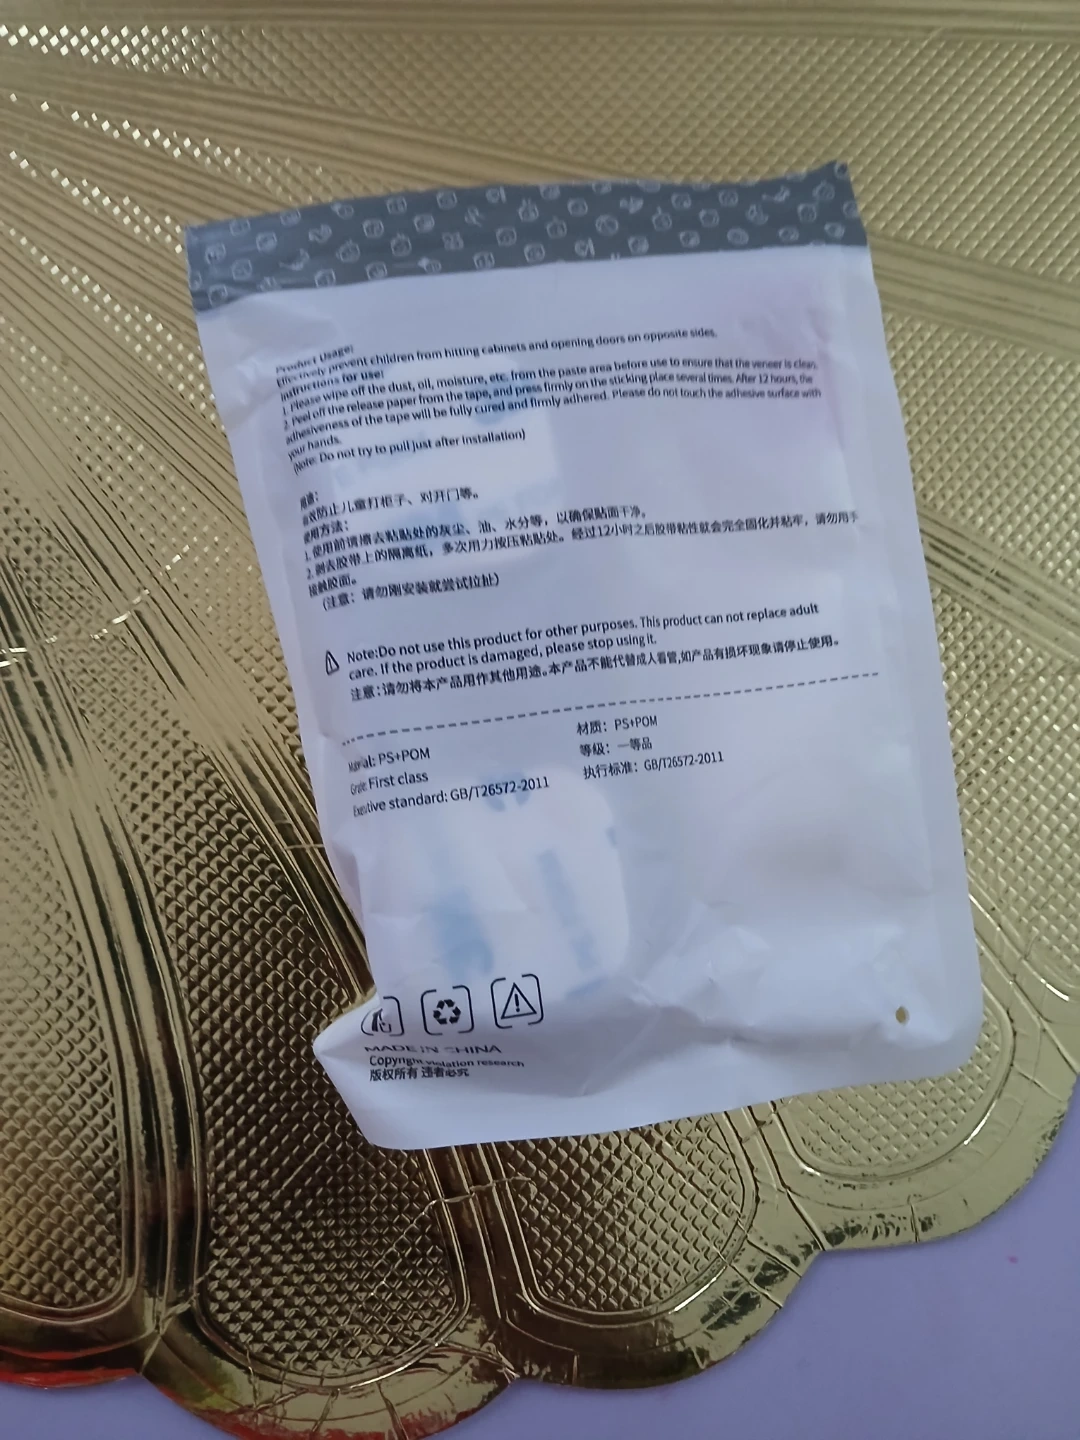 Product Usage:
Effectively prevent children from hitting cabinets and opening doors on opposite sides.
Instructions for use:
1. Please wipe off the dust, oil, moisture, etc. from the paste area before use to ensure that the veneer is clean.
2. Peel off the release paper from the tape, and press firmly on the sticking place several times. After 12 hours, the
adhesiveness of the tape will be fully cured and firmly adhered. Please do not touch the adhesive surface with
your hands.
(Note: Do not try to pull just after installation)
用途：
有效防止儿童打柜子、对开门等。
使用方法：
1.使用前请擦去粘贴处的灰尘、油、水分等，以确保贴面干净。
2.剥去胶带上的隔离纸，多次用力按压粘贴处。经过12小时之后胶带粘性就会完全固化并粘牢，请勿用手
接触胶面。
(注意：请勿刚安装就尝试拉扯)
Note:Do not use this product for other purposes. This product can not replace adult
care. If the product is damaged, please stop using it.
注意:请勿将本产品用作其他用途。本产品不能代替成人看管,如产品有损坏现象请停止使用。
Material: PS+POM
Grade: First class
Executive standard: GB/T26572-2011
材质：PS+POM
等级：一等品
执行标准：GB/T26572-2011
MADE IN CHINA
Copyright violation research
版权所有 违者必究